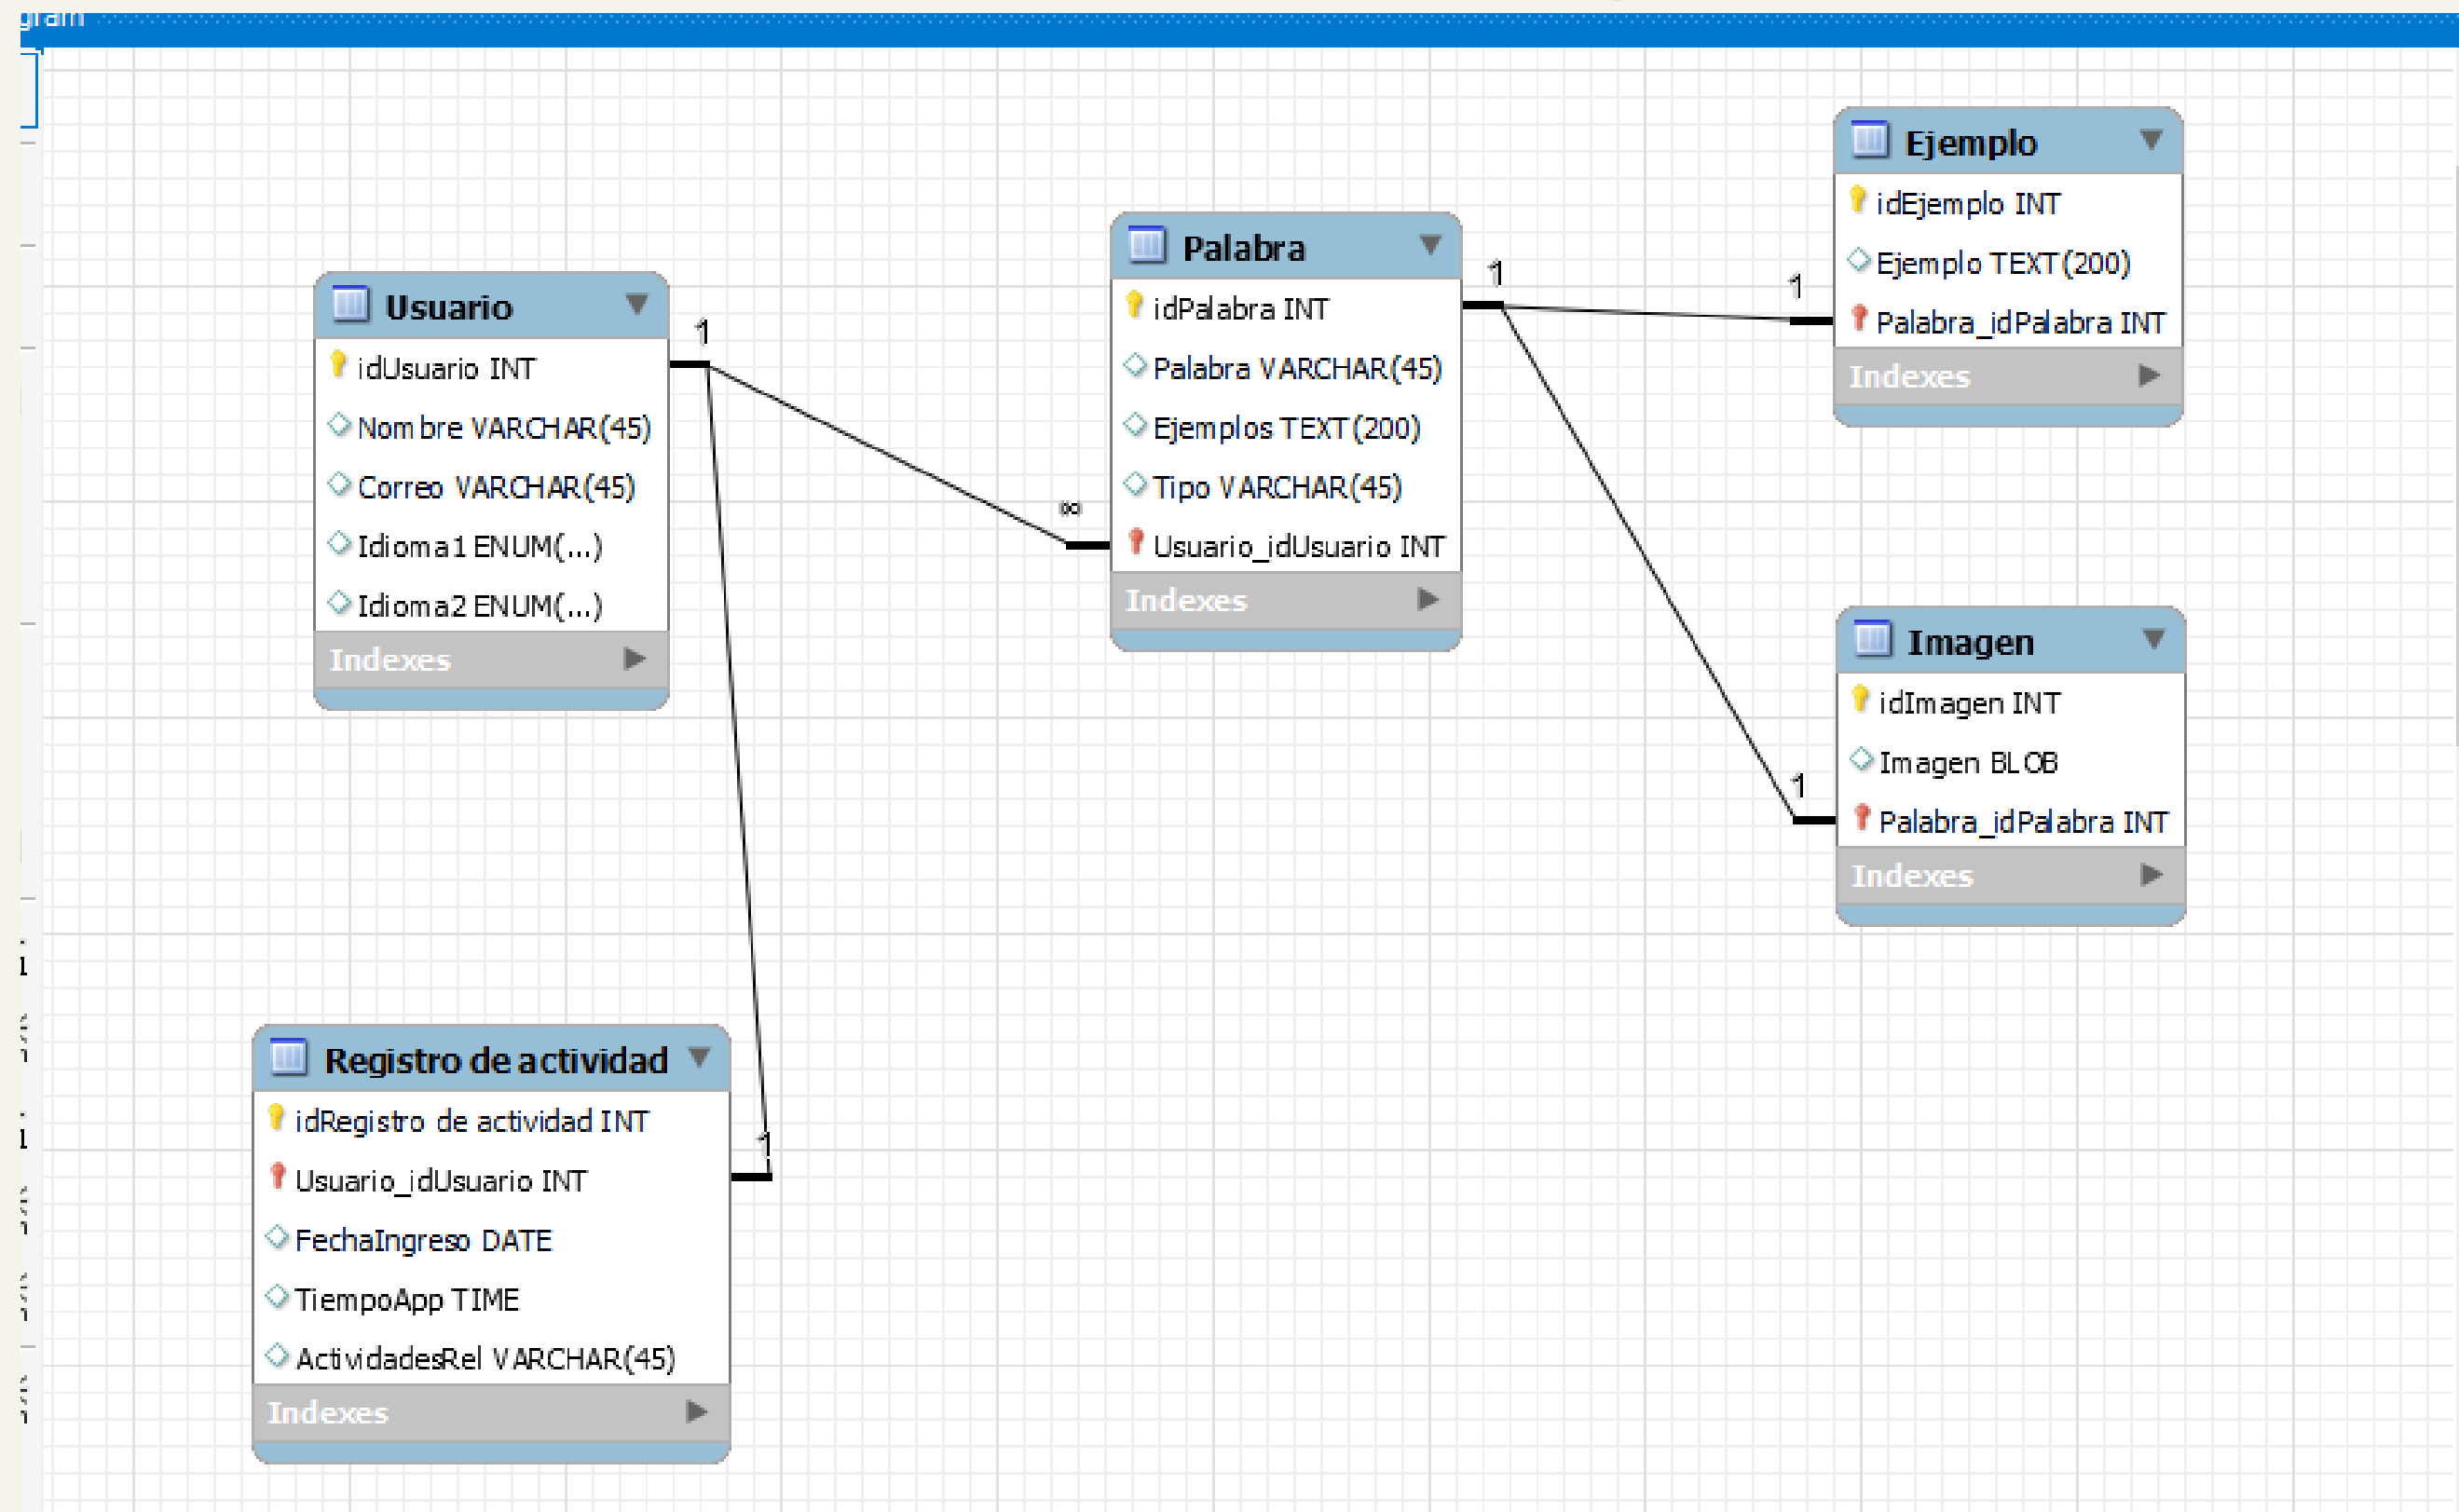 gram
Usuario
idUsuario INT
Nombre VARCHAR(45)
Correo VARCHAR(45)
Idioma1 ENUM(...)
Idioma2 ENUM(...)
Indexes
1
∞
Palabra
idPalabra INT
Palabra VARCHAR(45)
Ejemplos TEXT(200)
Tipo VARCHAR(45)
Usuario_idUsuario INT
Indexes
1
1
Ejemplo
idEjemplo INT
Ejemplo TEXT(200)
Palabra_idPalabra INT
Indexes
1
Imagen
idImagen INT
Imagen BLOB
Palabra_idPalabra INT
Indexes
Registro de actividad
idRegistro de actividad INT
Usuario_idUsuario INT
FechaIngreso DATE
TiempoApp TIME
ActividadesRel VARCHAR(45)
Indexes
1